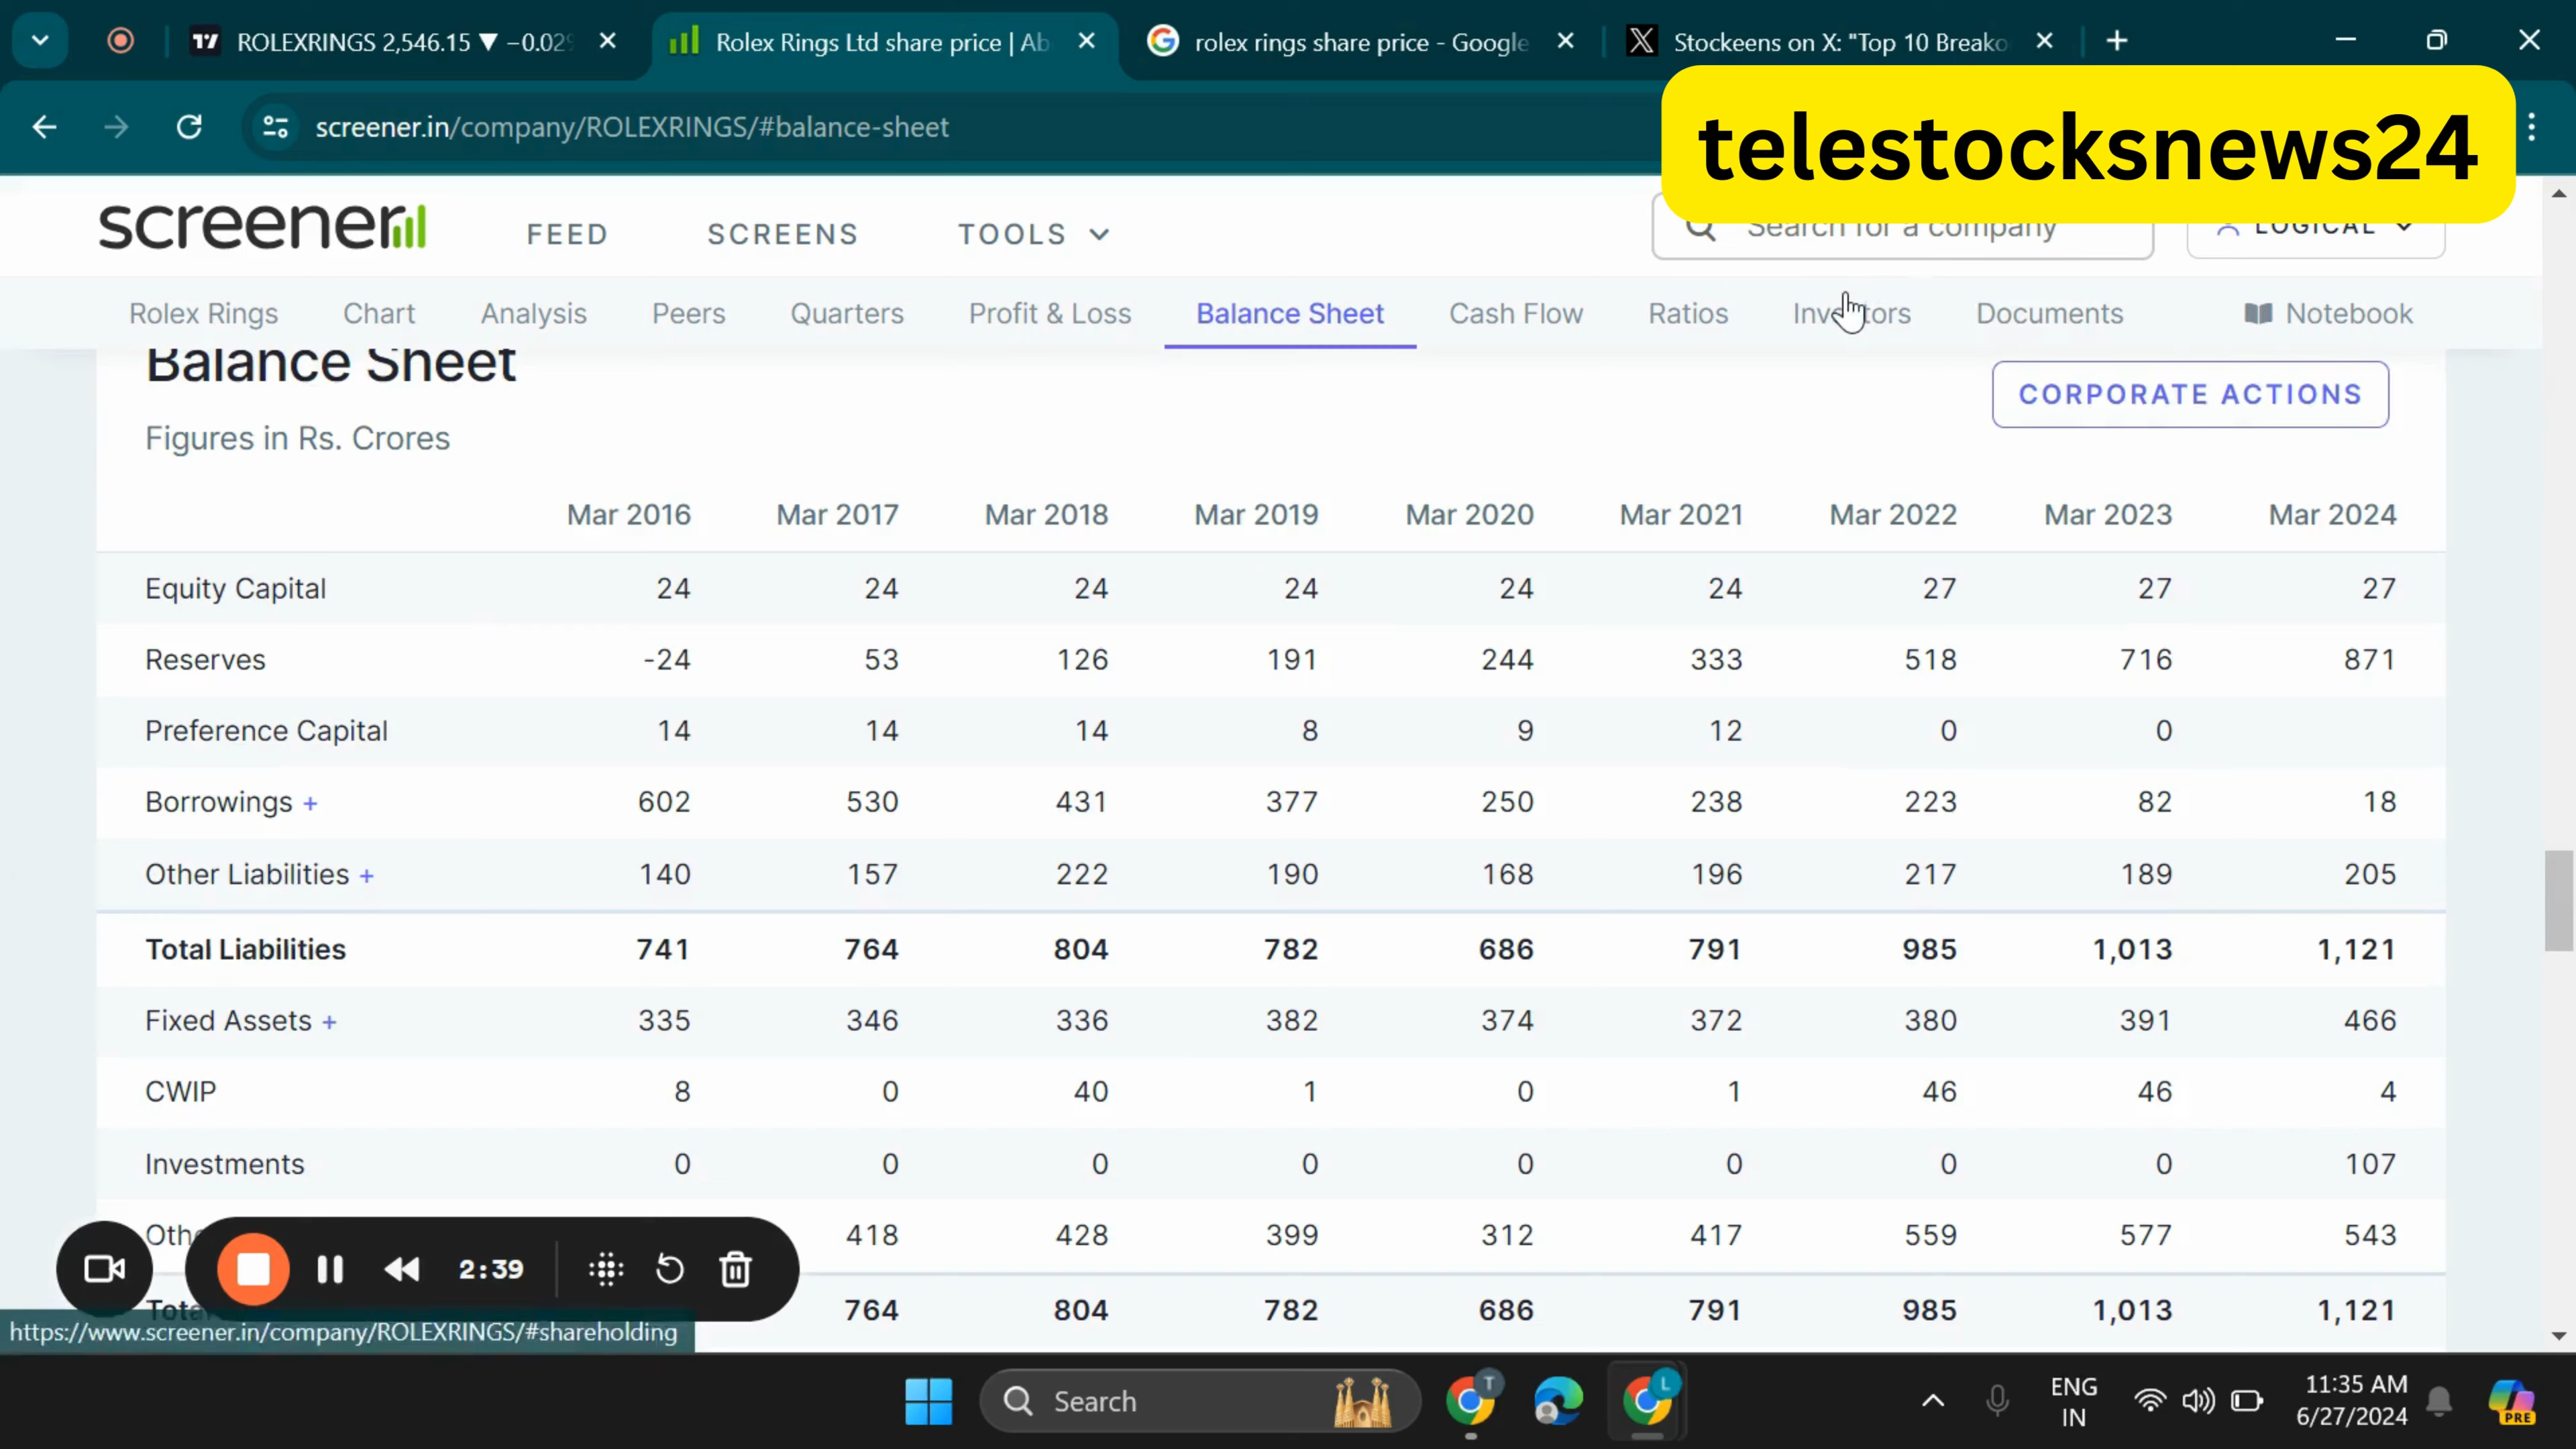 ROLEXRINGS 2,546.15 ▼ −0.02
Rolex Rings Ltd share price | Ab
rolex rings share price - Google
Stockeens on X: "Top 10 Breako
screener.in/company/ROLEXRINGS/#balance-sheet
telestocksnews24
screener
FEED SCREENS TOOLS
Search for a company
LOGICAL
Rolex Rings Chart Analysis Peers Quarters Profit & Loss Balance Sheet Cash Flow Ratios Investors Documents Notebook
Balance Sheet
CORPORATE ACTIONS
Figures in Rs. Crores
Mar 2016 Mar 2017 Mar 2018 Mar 2019 Mar 2020 Mar 2021 Mar 2022 Mar 2023 Mar 2024
Equity Capital 24 24 24 24 24 24 27 27 27
Reserves -24 53 126 191 244 333 518 716 871
Preference Capital 14 14 14 8 9 12 0 0
Borrowings + 602 530 431 377 250 238 223 82 18
Other Liabilities + 140 157 222 190 168 196 217 189 205
Total Liabilities 741 764 804 782 686 791 985 1,013 1,121
Fixed Assets + 335 346 336 382 374 372 380 391 466
CWIP 8 0 40 1 0 1 46 46 4
Investments 0 0 0 0 0 0 0 0 107
418 428 399 312 417 559 577 543
2:39
764 804 782 686 791 985 1,013 1,121
https://www.screener.in/company/ROLEXRINGS/#shareholding
Search
T
L
ENG
IN
11:35 AM
6/27/2024
PRE